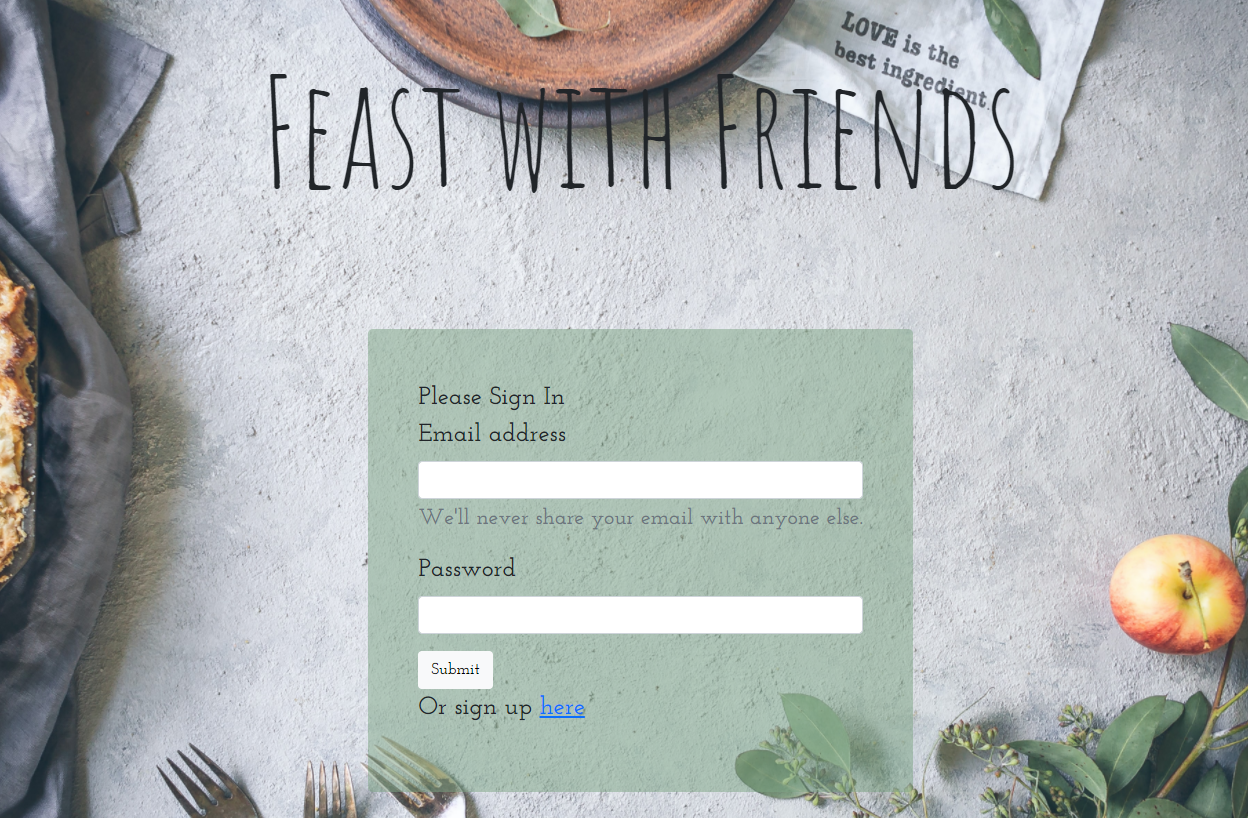 LOVE is the
best ingredient.
Feast with Friends
Please Sign In
Email address
We'll never share your email with anyone else.
Password
Submit
Or sign up here